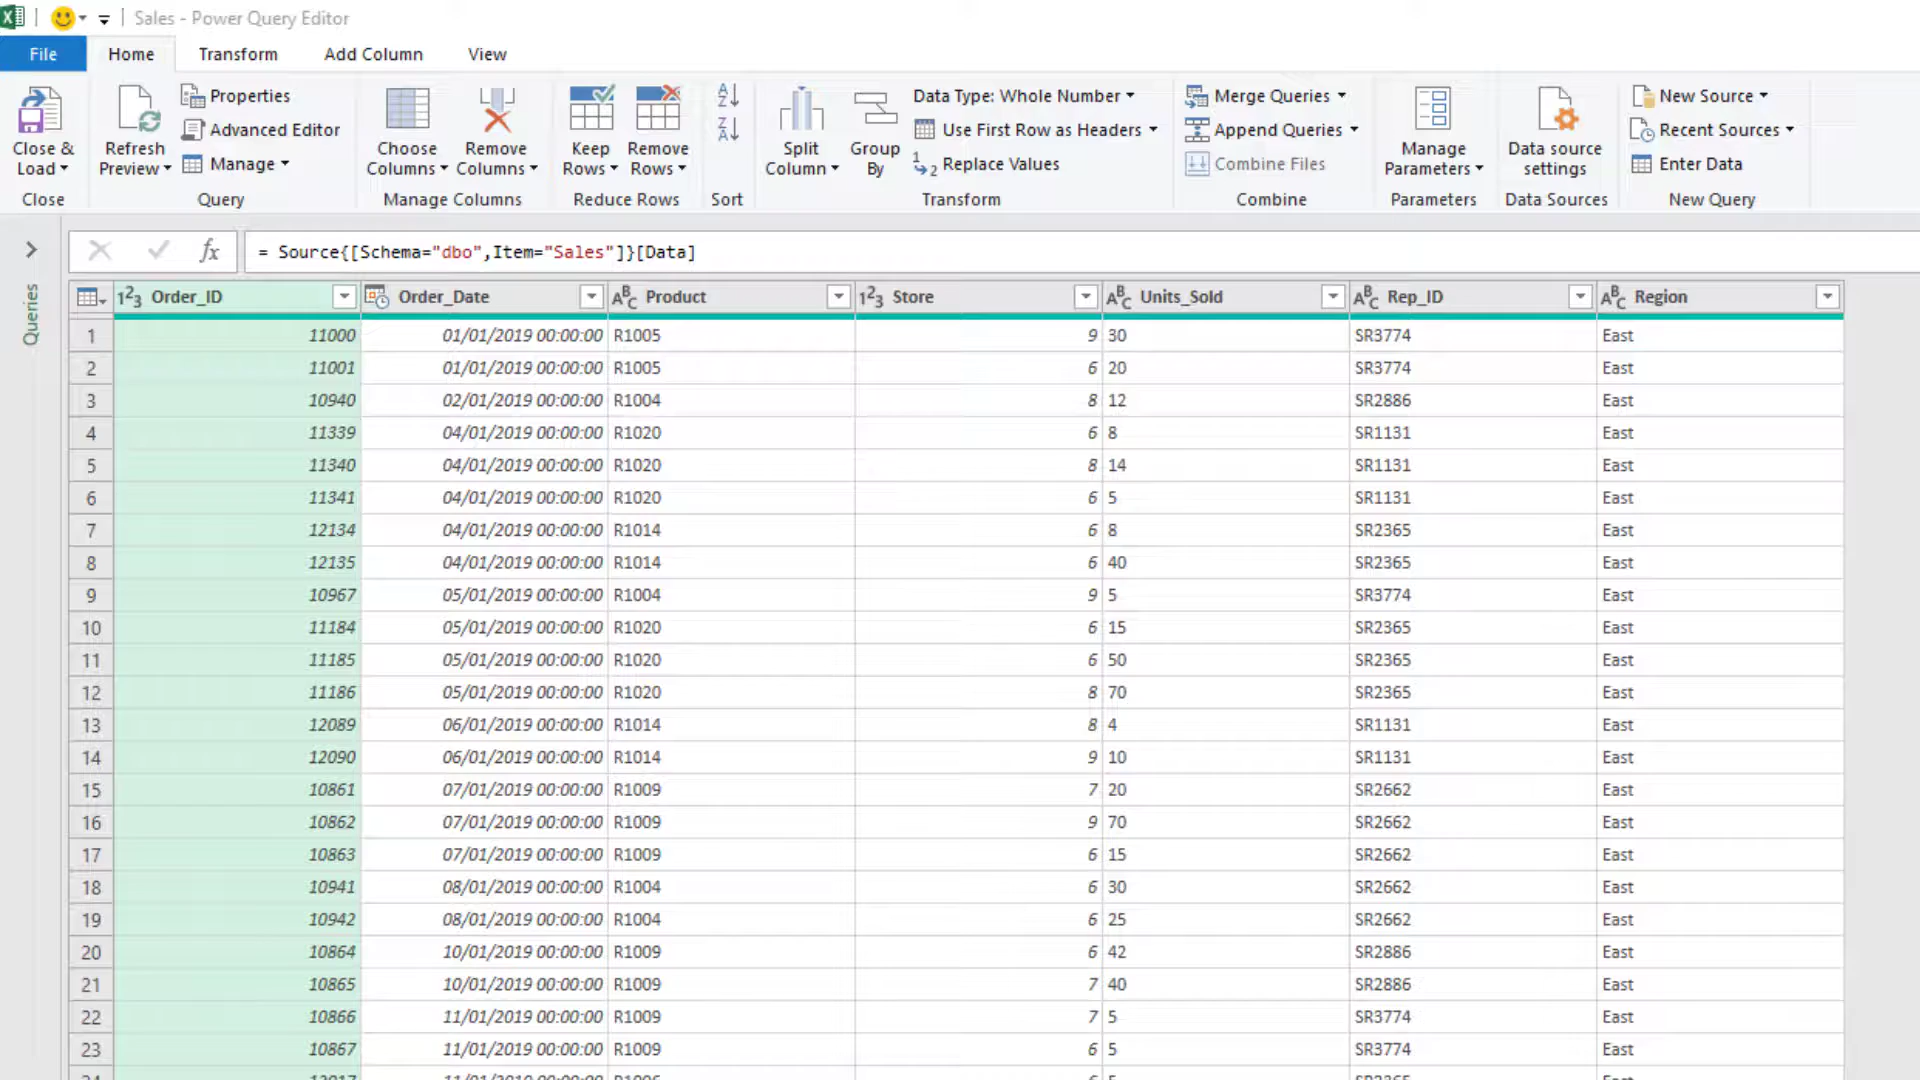 Sales - Power Query Editor
File Home Transform Add Column View
Close & Load
Close
Refresh Preview
Properties
Advanced Editor
Manage
Query
Choose Columns
Remove Columns
Manage Columns
Keep Rows
Remove Rows
Reduce Rows
Sort
Split Column
Group By
Data Type: Whole Number
Use First Row as Headers
Replace Values
Transform
Merge Queries
Append Queries
Combine Files
Combine
Manage Parameters
Parameters
Data source settings
Data Sources
New Source
Recent Sources
Enter Data
New Query
Queries
fx = Source{[Schema="dbo",Item="Sales"]}[Data]
123 Order_ID Order_Date ABC Product 123 Store ABC Units_Sold ABC Rep_ID ABC Region
1 11000 01/01/2019 00:00:00 R1005 9 30 SR3774 East
2 11001 01/01/2019 00:00:00 R1005 6 20 SR3774 East
3 10940 02/01/2019 00:00:00 R1004 8 12 SR2886 East
4 11339 04/01/2019 00:00:00 R1020 6 8 SR1131 East
5 11340 04/01/2019 00:00:00 R1020 8 14 SR1131 East
6 11341 04/01/2019 00:00:00 R1020 6 5 SR1131 East
7 12134 04/01/2019 00:00:00 R1014 6 8 SR2365 East
8 12135 04/01/2019 00:00:00 R1014 6 40 SR2365 East
9 10967 05/01/2019 00:00:00 R1004 9 5 SR3774 East
10 11184 05/01/2019 00:00:00 R1020 6 15 SR2365 East
11 11185 05/01/2019 00:00:00 R1020 6 50 SR2365 East
12 11186 05/01/2019 00:00:00 R1020 8 70 SR2365 East
13 12089 06/01/2019 00:00:00 R1014 8 4 SR1131 East
14 12090 06/01/2019 00:00:00 R1014 9 10 SR1131 East
15 10861 07/01/2019 00:00:00 R1009 7 20 SR2662 East
16 10862 07/01/2019 00:00:00 R1009 9 70 SR2662 East
17 10863 07/01/2019 00:00:00 R1009 6 15 SR2662 East
18 10941 08/01/2019 00:00:00 R1004 6 30 SR2662 East
19 10942 08/01/2019 00:00:00 R1004 6 25 SR2662 East
20 10864 10/01/2019 00:00:00 R1009 6 42 SR2886 East
21 10865 10/01/2019 00:00:00 R1009 7 40 SR2886 East
22 10866 11/01/2019 00:00:00 R1009 7 5 SR3774 East
23 10867 11/01/2019 00:00:00 R1009 6 5 SR3774 East